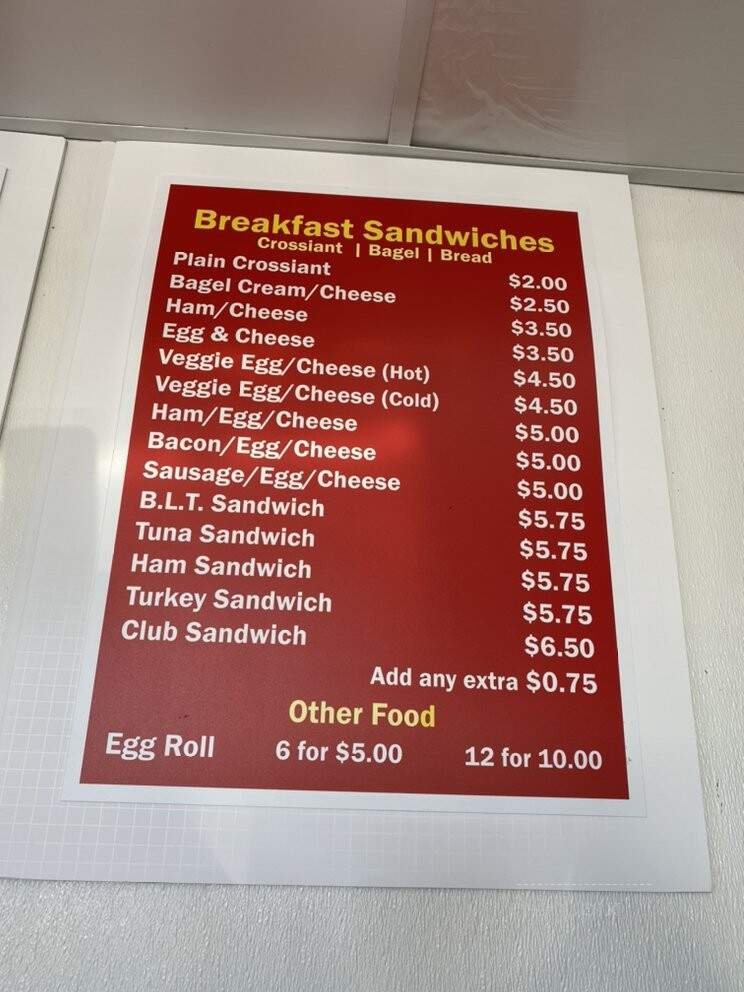 Breakfast Sandwiches
Crossiant | Bagel | Bread
Plain Crossiant $2.00
Bagel Cream/Cheese $2.50
Ham/Cheese $3.50
Egg & Cheese $3.50
Veggie Egg/Cheese (Hot) $4.50
Veggie Egg/Cheese (Cold) $4.50
Ham/Egg/Cheese $5.00
Bacon/Egg/Cheese $5.00
Sausage/Egg/Cheese $5.00
B.L.T. Sandwich $5.75
Tuna Sandwich $5.75
Ham Sandwich $5.75
Turkey Sandwich $5.75
Club Sandwich $6.50
Add any extra $0.75
Other Food
Egg Roll 6 for $5.00 12 for 10.00